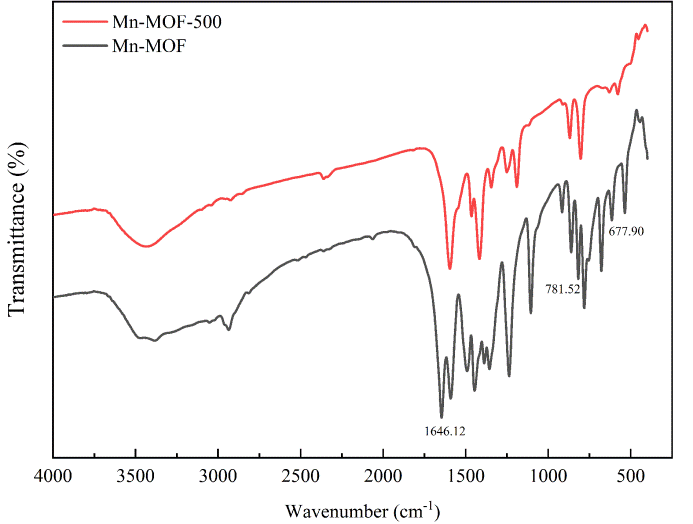 Mn-MOF-500
Mn-MOF
Transmittance (%)
677.90
781.52
1646.12
4000 3500 3000 2500 2000 1500 1000 500
Wavenumber (cm⁻¹)